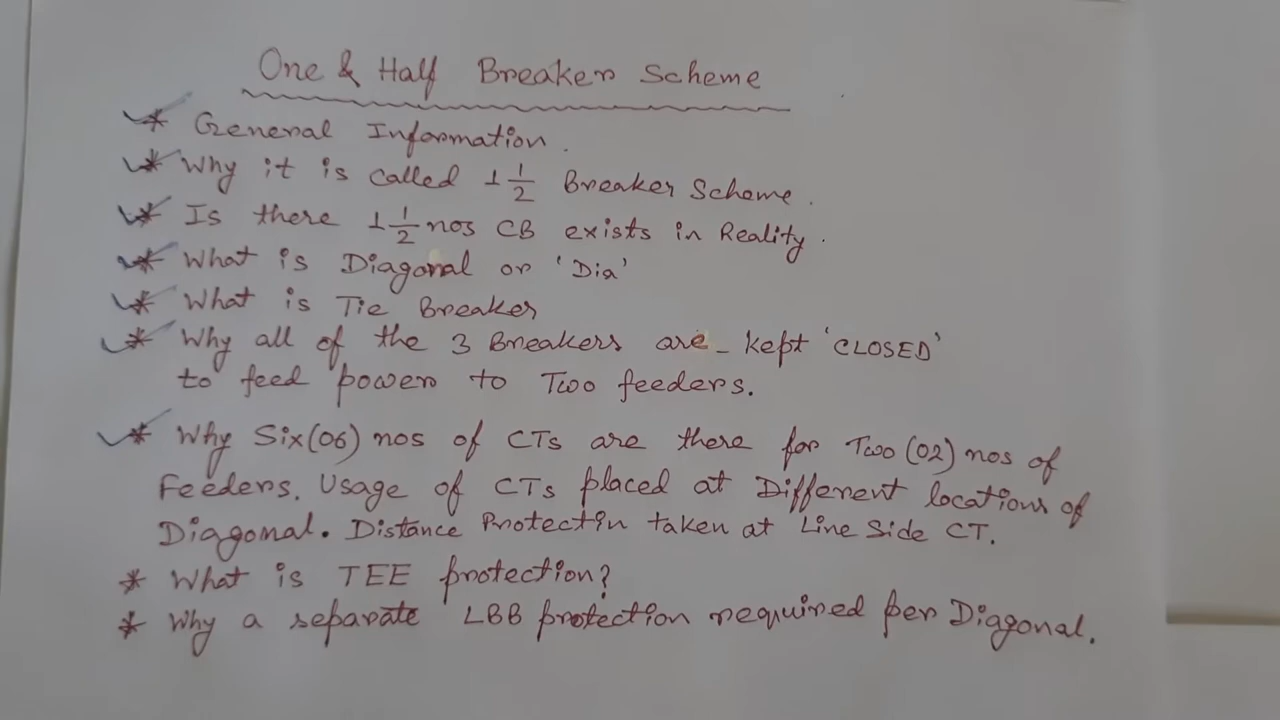 One & Half Breaker Scheme
* General Information.
* Why it is called 1 1/2 Breaker Scheme.
* Is there 1 1/2 nos CB exists in Reality.
* What is Diagonal or 'Dia'
* What is Tie Breaker
* Why all of the 3 Breakers are kept 'CLOSED'
to feed power to Two feeders.
* Why Six(06) nos of CTs are there for Two (02) nos of
Feeders. Usage of CTs placed at Different locations of
Diagonal. Distance Protectin taken at Line Side CT.
* What is TEE protection?
* Why a separate LBB protection required per Diagonal.